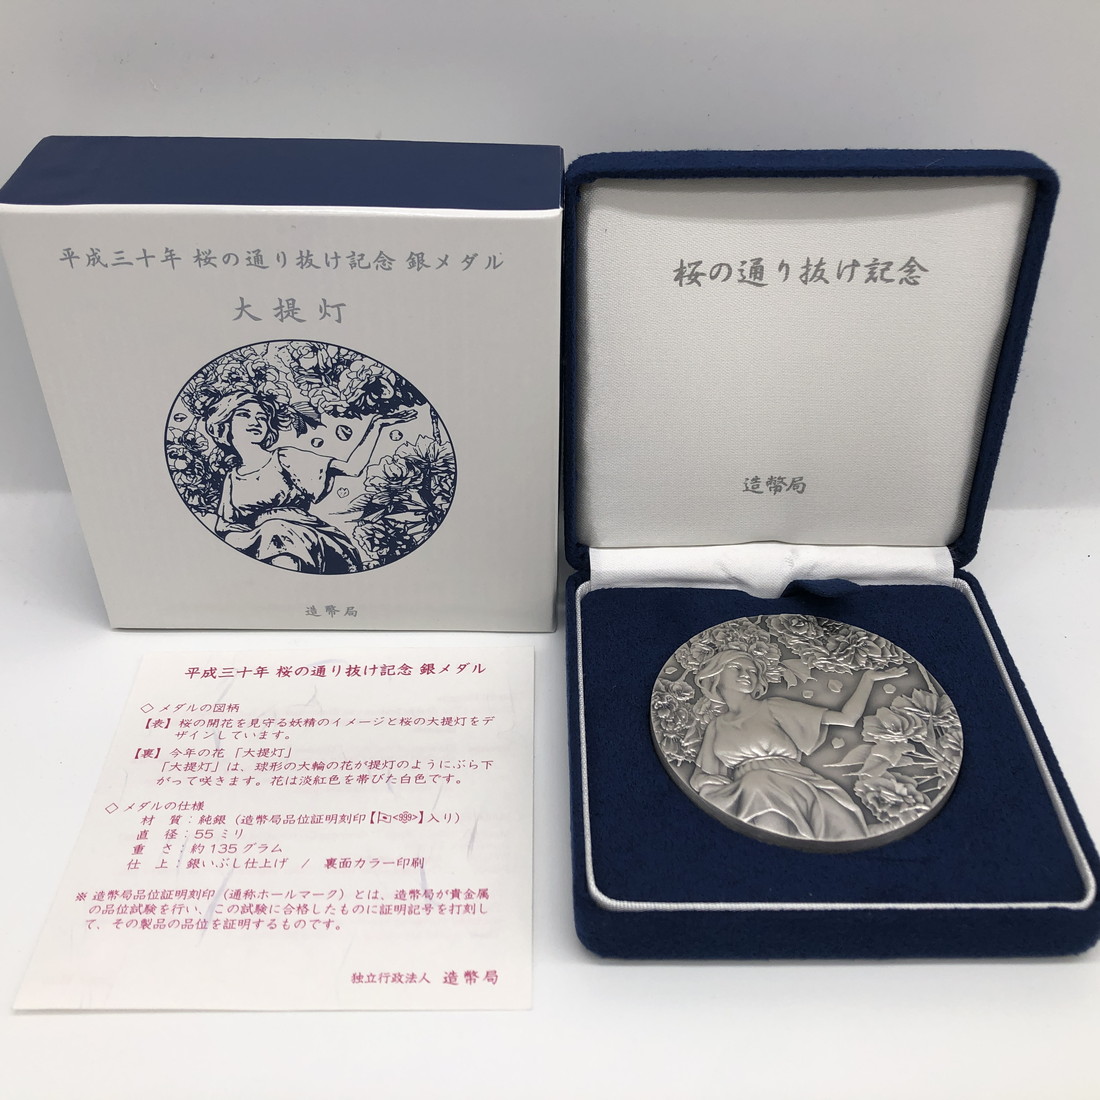 平成三十年 桜の通り抜け記念 銀メダル
大提灯
造幣局
桜の通り抜け記念
造幣局
平成三十年 桜の通り抜け記念 銀メダル
◇ メダルの図柄
【表】桜の開花を見守る妖精のイメージと桜の大提灯をデ
ザインしています。
【裏】今年の花 「大提灯」
「大提灯」は、球形の大輪の花が提灯のようにぶら下
がって咲きます。花は淡紅色を帯びた白色です。
◇ メダルの仕様
材 質：純銀（造幣局品位証明刻印【<999>】入り）
直 径：55ミリ
重 さ：約135グラム
仕 上：銀いぶし仕上げ / 裏面カラー印刷
※ 造幣局品位証明刻印（通称ホールマーク）とは、造幣局が貴金属
の品位試験を行い、この試験に合格したものに証明記号を打刻し
て、その製品の品位を証明するものです。
独立行政法人 造幣局